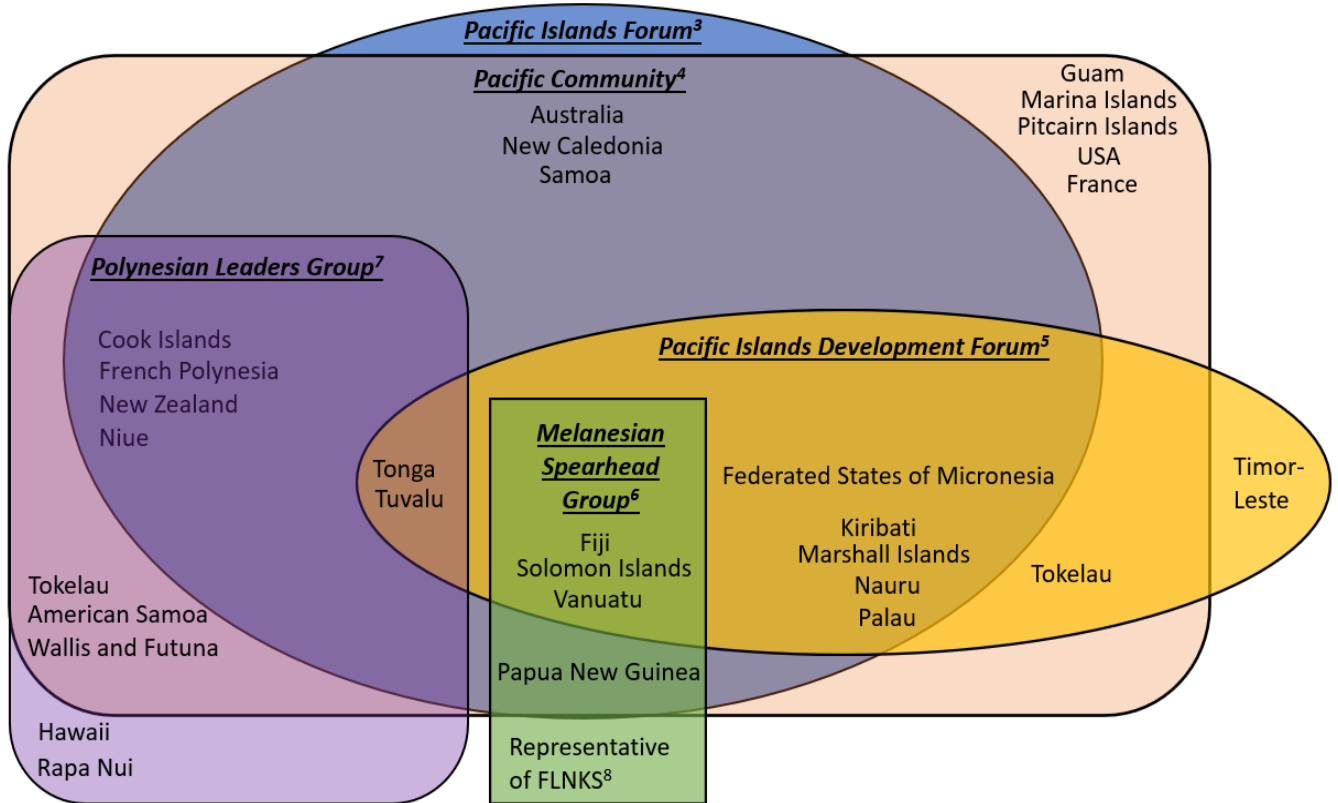 Pacific Islands Forum³
Pacific Community⁴
Australia
New Caledonia
Samoa
Guam
Marina Islands
Pitcairn Islands
USA
France
Polynesian Leaders Group⁷
Cook Islands
French Polynesia
New Zealand
Niue
Pacific Islands Development Forum⁵
Tonga
Tuvalu
Melanesian
Spearhead
Group⁶
Fiji
Solomon Islands
Vanuatu
Federated States of Micronesia
Kiribati
Marshall Islands
Nauru
Palau
Tokelau
Timor-
Leste
Tokelau
American Samoa
Wallis and Futuna
Papua New Guinea
Hawaii
Rapa Nui
Representative
of FLNKS⁸